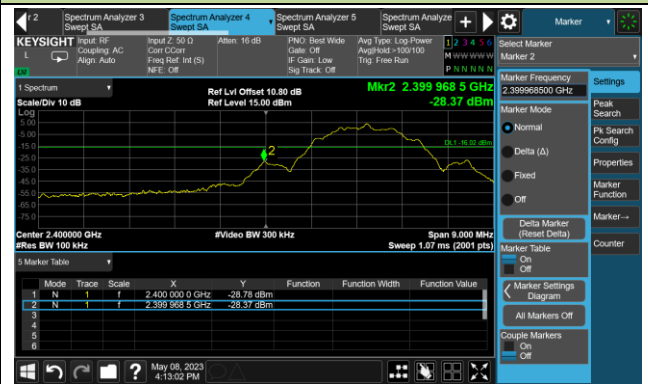 r 2
Spectrum Analyzer 3
Swept SA
Spectrum Analyzer 4
Swept SA
Spectrum Analyzer 5
Swept SA
Spectrum Analyze
Swept SA
+
Marker
KEYSIGHT
L
Input: RF
Coupling: AC
Align: Auto
Input Z: 50 Ω
Corr CCorr
Freq Ref: Int (S)
NFE: Off
Atten: 16 dB
PNO: Best Wide
Gate: Off
IF Gain: Low
Sig Track: Off
Avg Type: Log-Power
Avg|Hold:>100/100
Trig: Free Run
1 2 3 4 5 6
M W W W W W
P N N N N N
Select Marker
Marker 2
1 Spectrum
Scale/Div 10 dB
Log
Ref Lvl Offset 10.80 dB
Ref Level 15.00 dBm
Mkr2 2.399 968 5 GHz
-28.37 dBm
5.00
-5.00
-15.0
-25.0
-35.0
-45.0
-55.0
-65.0
-75.0
2
DL1 -16.02 dBm
Center 2.400000 GHz
#Res BW 100 kHz
#Video BW 300 kHz
Span 9.000 MHz
Sweep 1.07 ms (2001 pts)
5 Marker Table
Mode Trace Scale X Y Function Function Width Function Value
1 N 1 f 2.400 000 0 GHz -28.78 dBm
2 N 1 f 2.399 968 5 GHz -28.37 dBm
3
4
5
6
Marker Frequency
2.399968500 GHz
Marker Mode
Normal
Delta (Δ)
Fixed
Off
Delta Marker
(Reset Delta)
Marker Table
On
Off
Marker Settings
Diagram
All Markers Off
Couple Markers
On
Off
Settings
Peak
Search
Pk Search
Config
Properties
Marker
Function
Marker→
Counter
?
May 08, 2023
4:13:02 PM